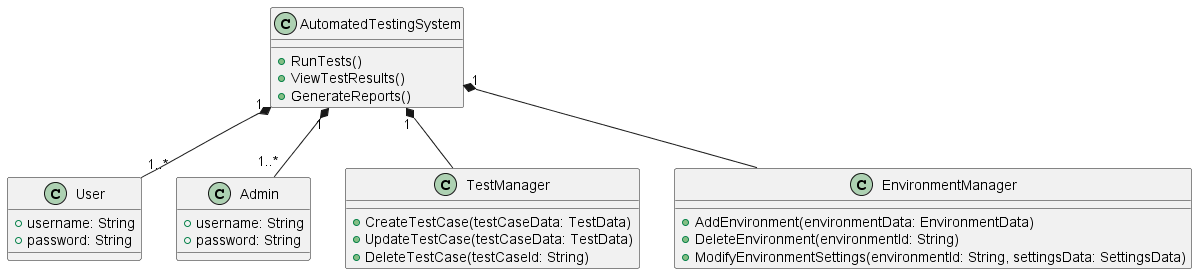 C AutomatedTestingSystem
RunTests()
ViewTestResults()
GenerateReports()
1
1
1
1
1..*
1..*
C User
username: String
password: String
C Admin
username: String
password: String
C TestManager
CreateTestCase(testCaseData: TestData)
UpdateTestCase(testCaseData: TestData)
DeleteTestCase(testCaseId: String)
C EnvironmentManager
AddEnvironment(environmentData: EnvironmentData)
DeleteEnvironment(environmentId: String)
ModifyEnvironmentSettings(environmentId: String, settingsData: SettingsData)